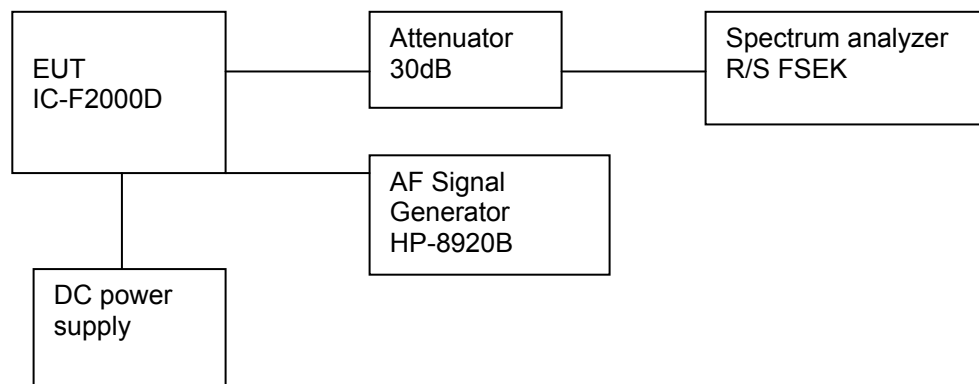 EUT
IC-F2000D
Attenuator
30dB
Spectrum analyzer
R/S FSEK
AF Signal
Generator
HP-8920B
DC power
supply